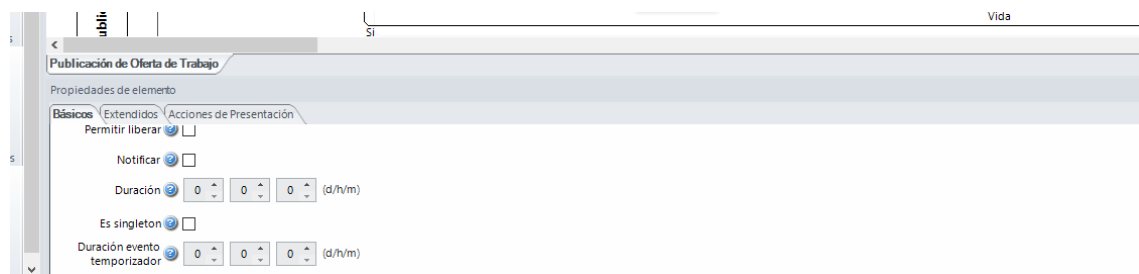 Vida
Si
Publicación de Oferta de Trabajo
Propiedades de elemento
Básicos Extendidos Acciones de Presentación
Permitir liberar
Notificar
Duración 0 0 0 (d/h/m)
Es singleton
Duración evento
temporizador 0 0 0 (d/h/m)